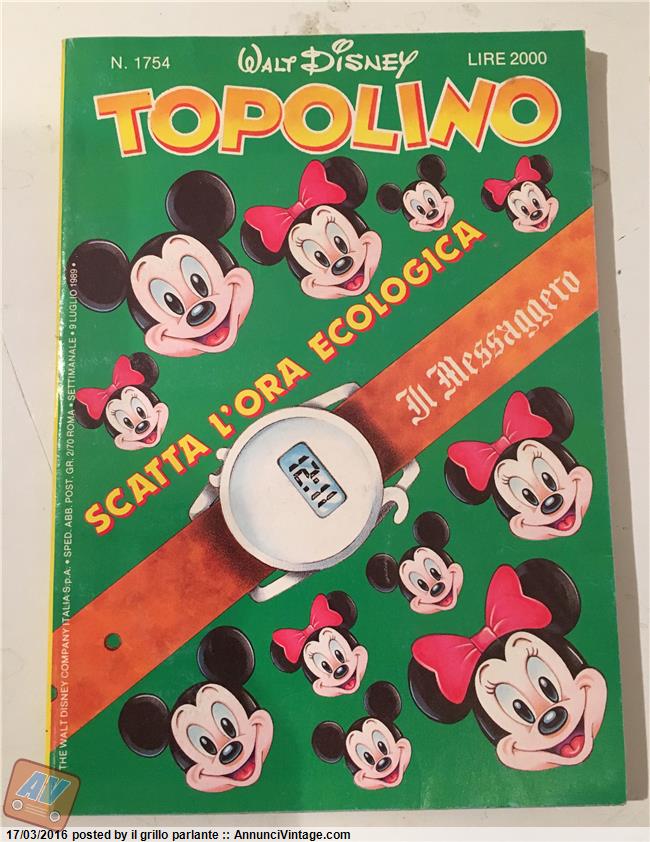 N. 1754
WALT DISNEY
LIRE 2000
TOPOLINO
SCATTA L'ORA ECOLOGICA
Il Messaggero
THE WALT DISNEY COMPANY ITALIA S.p.A. • SPED. ABB. POST. GR. 2/70 ROMA • SETTIMANALE • 9 LUGLIO 1989 •
AV
17/03/2016 posted by il grillo parlante :: AnnunciVintage.com